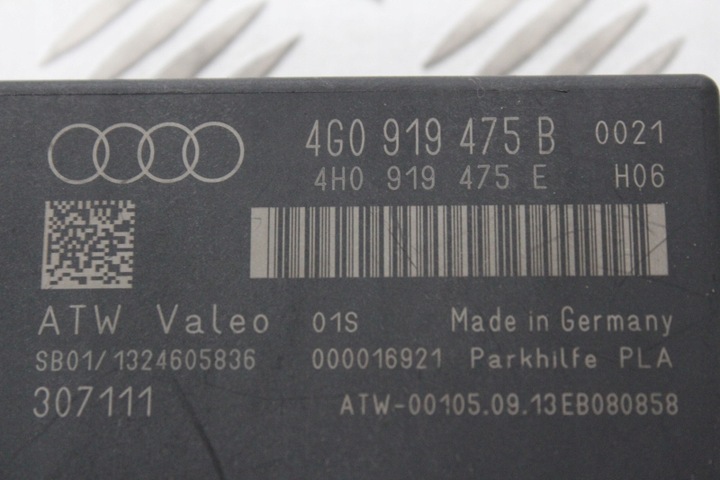 4G0 919 475 B 0021
4H0 919 475 E H06
ATW Valeo 01S Made in Germany
SB01/1324605836 000016921 Parkhilfe PLA
307111 ATW-00105.09.13EB080858